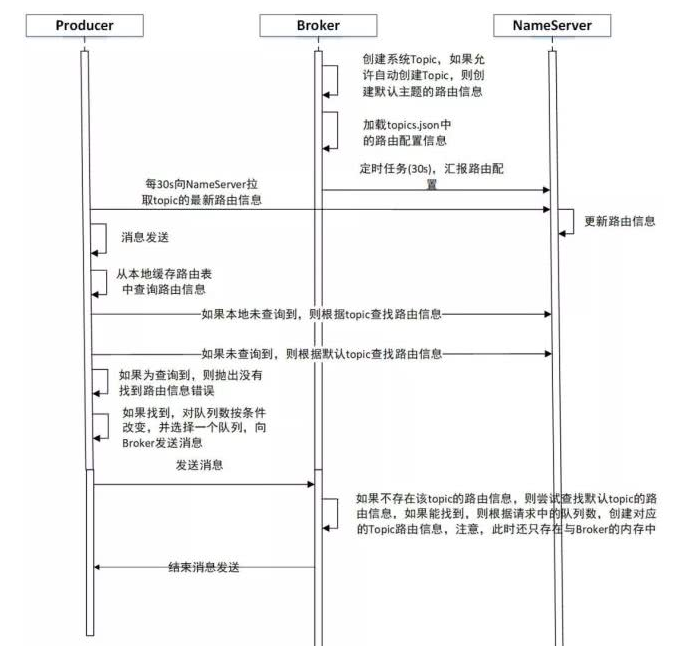 Producer
Broker
NameServer
创建系统Topic，如果允
许自动创建Topic，则创
建默认主题的路由信息
加载topics.json中
的路由配置信息
定时任务(30s)，汇报路由配
置
每30s向NameServer拉
取topic的最新路由信息
更新路由信息
消息发送
从本地缓存路由表
中查询路由信息
如果本地未查询到，则根据topic查找路由信息
如果未查询到，则根据默认topic查找路由信息
如果为查询到，则抛出没有
找到路由信息错误
如果找到，对队列数按条件
改变，并选择一个队列，向
Broker发送消息
发送消息
如果不存在该topic的路由信息，则尝试查找默认topic的路
由信息，如果能找到，则根据请求中的队列数，创建对应
的Topic路由信息，注意，此时还只存在与Broker的内存中
结束消息发送